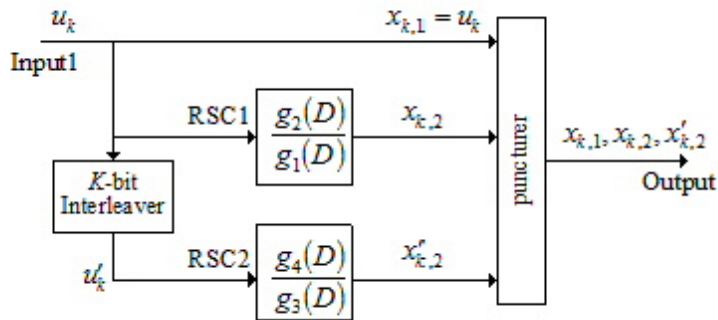 u_k
x_{k,1} = u_k
Input1
RSC1
g_2(D)
g_1(D)
x_{k,2}
puncturer
x_{k,1}, x_{k,2}, x'_{k,2}
Output
K-bit
Interleaver
u'_k
RSC2
g_4(D)
g_3(D)
x'_{k,2}